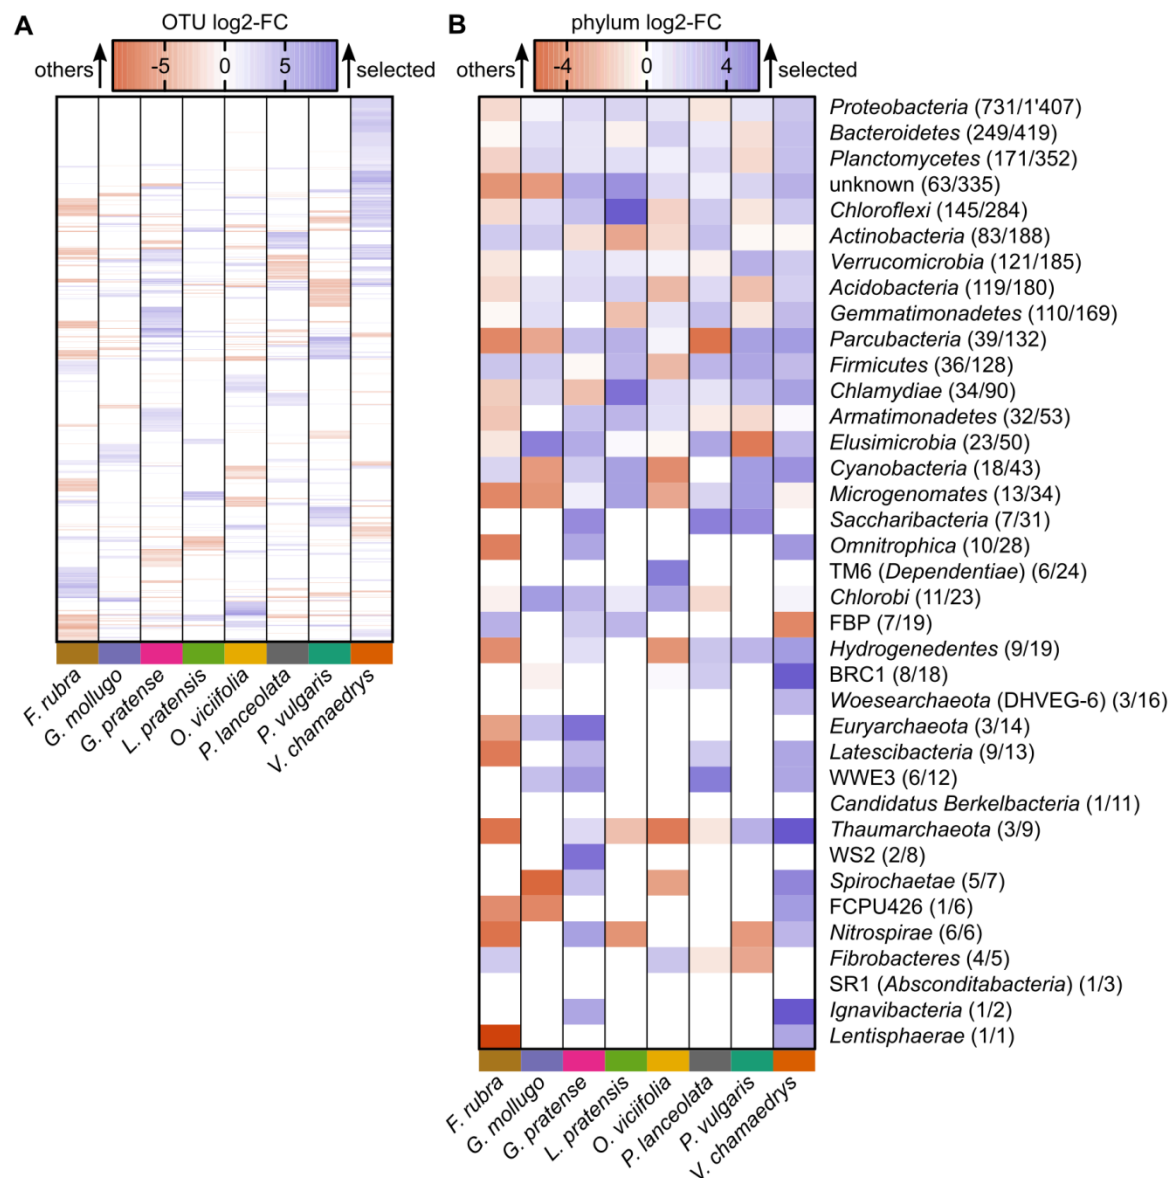 A
OTU log2-FC
others
-5
0
5
selected
F. rubra
G. mollugo
G. pratense
L. pratensis
O. viciifolia
P. lanceolata
P. vulgaris
V. chamaedrys
B
phylum log2-FC
others
-4
0
4
selected
Proteobacteria (731/1'407)
Bacteroidetes (249/419)
Planctomycetes (171/352)
unknown (63/335)
Chloroflexi (145/284)
Actinobacteria (83/188)
Verrucomicrobia (121/185)
Acidobacteria (119/180)
Gemmatimonadetes (110/169)
Parcubacteria (39/132)
Firmicutes (36/128)
Chlamydiae (34/90)
Armatimonadetes (32/53)
Elusimicrobia (23/50)
Cyanobacteria (18/43)
Microgenomates (13/34)
Saccharibacteria (7/31)
Omnitrophica (10/28)
TM6 (Dependentiae) (6/24)
Chlorobi (11/23)
FBP (7/19)
Hydrogenedentes (9/19)
BRC1 (8/18)
Woesearchaeota (DHVEG-6) (3/16)
Euryarchaeota (3/14)
Latescibacteria (9/13)
WWE3 (6/12)
Candidatus Berkelbacteria (1/11)
Thaumarchaeota (3/9)
WS2 (2/8)
Spirochaetae (5/7)
FCPU426 (1/6)
Nitrospirae (6/6)
Fibrobacteres (4/5)
SR1 (Absconditabacteria) (1/3)
Ignavibacteria (1/2)
Lentisphaerae (1/1)
F. rubra
G. mollugo
G. pratense
L. pratensis
O. viciifolia
P. lanceolata
P. vulgaris
V. chamaedrys